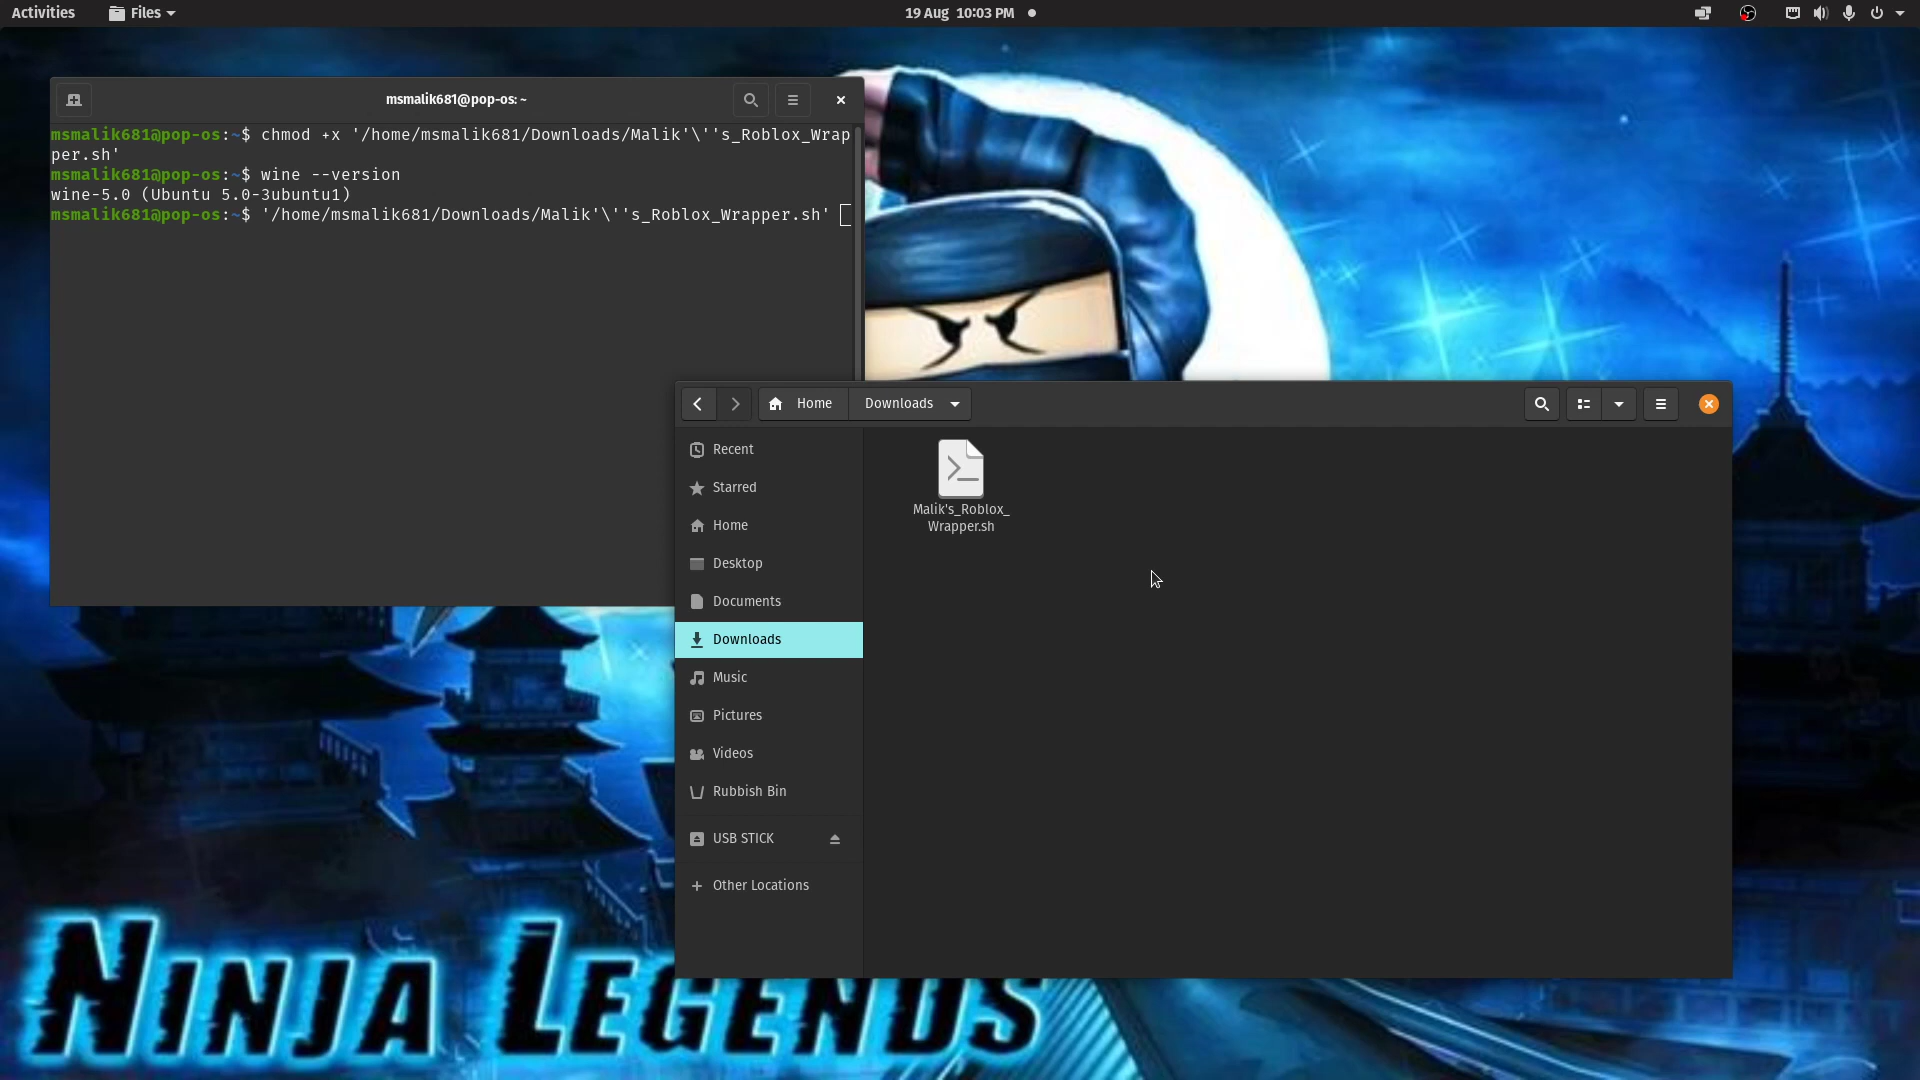 Activities
Files
19 Aug 10:03 PM
msmalik681@pop-os: ~
msmalik681@pop-os:~$ chmod +x '/home/msmalik681/Downloads/Malik'\''s_Roblox_Wrap
per.sh'
msmalik681@pop-os:~$ wine --version
wine-5.0 (Ubuntu 5.0-3ubuntu1)
msmalik681@pop-os:~$ '/home/msmalik681/Downloads/Malik'\''s_Roblox_Wrapper.sh'
Home
Downloads
Recent
Starred
Home
Desktop
Documents
Downloads
Music
Pictures
Videos
Rubbish Bin
USB STICK
Other Locations
Malik's_Roblox_
Wrapper.sh
NINJA LEGENDS